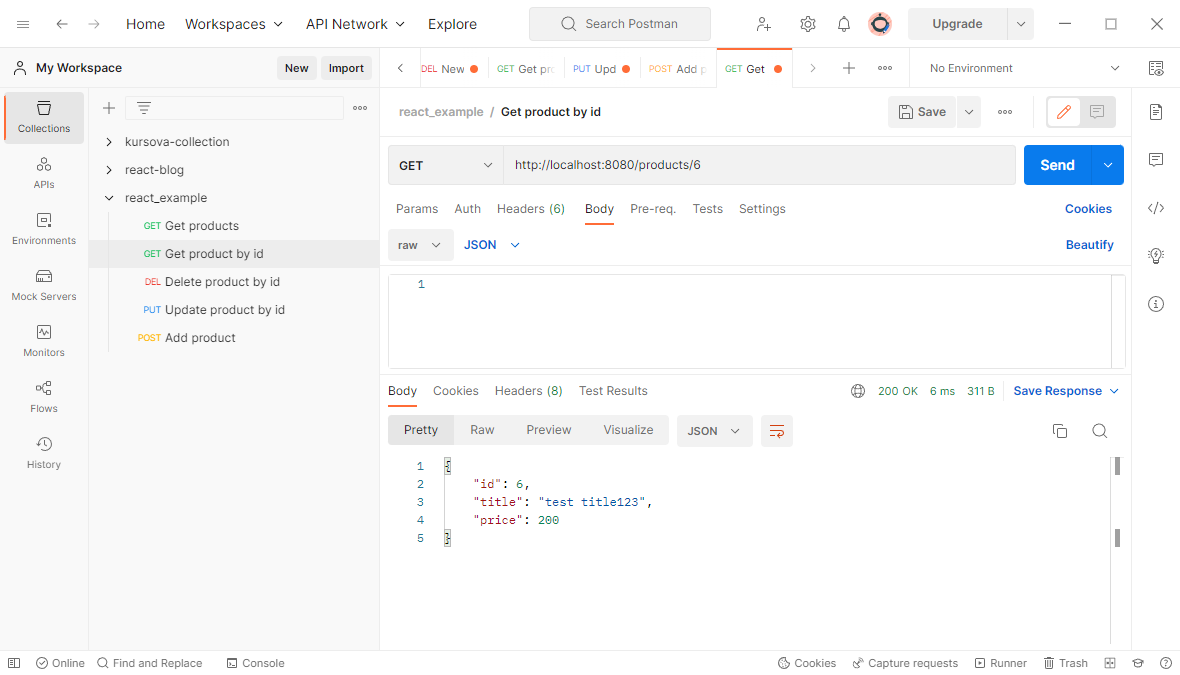 Home Workspaces API Network Explore Search Postman Upgrade
My Workspace New Import DEL New GET Get pr PUT Upd POST Add p GET Get No Environment
Collections
APIs
Environments
Mock Servers
Monitors
Flows
History
kursova-collection
react-blog
react_example
GET Get products
GET Get product by id
DEL Delete product by id
PUT Update product by id
POST Add product
react_example / Get product by id Save
GET http://localhost:8080/products/6 Send
Params Auth Headers (6) Body Pre-req. Tests Settings Cookies
raw JSON Beautify
1
Body Cookies Headers (8) Test Results 200 OK 6 ms 311 B Save Response
Pretty Raw Preview Visualize JSON
1 {
2 "id": 6,
3 "title": "test title123",
4 "price": 200
5 }
Online Find and Replace Console Cookies Capture requests Runner Trash